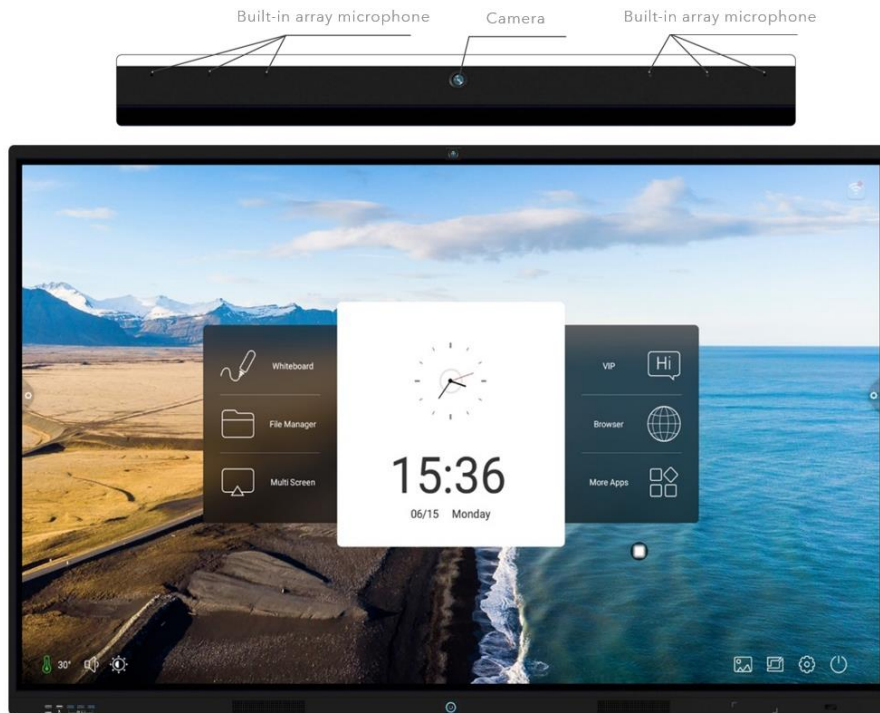 Built-in array microphone
Camera
Built-in array microphone
Whiteboard
File Manager
Multi Screen
15:36
06/15 Monday
VIP
Hi
Browser
More Apps
30°